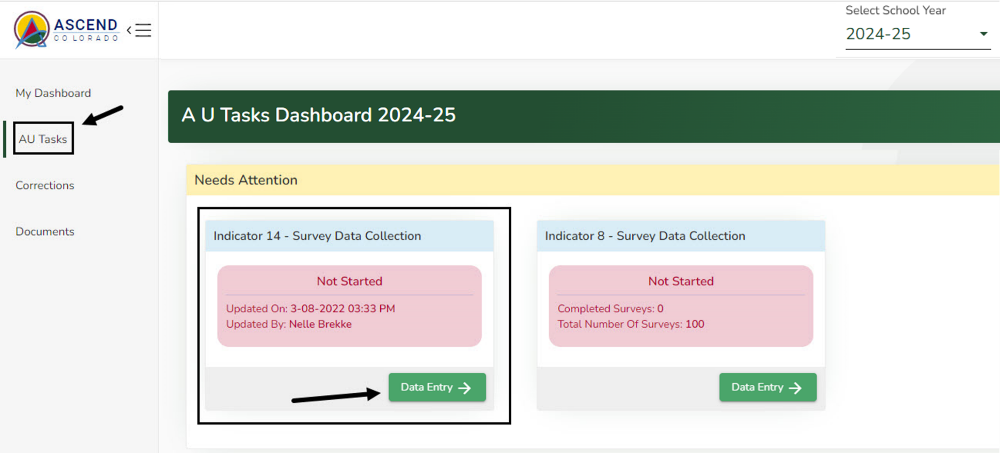 ASCEND
COLORADO
Select School Year
2024-25
My Dashboard
AU Tasks
Corrections
Documents
A U Tasks Dashboard 2024-25
Needs Attention
Indicator 14 - Survey Data Collection
Not Started
Updated On: 3-08-2022 03:33 PM
Updated By: Nelle Brekke
Data Entry
Indicator 8 - Survey Data Collection
Not Started
Completed Surveys: 0
Total Number Of Surveys: 100
Data Entry